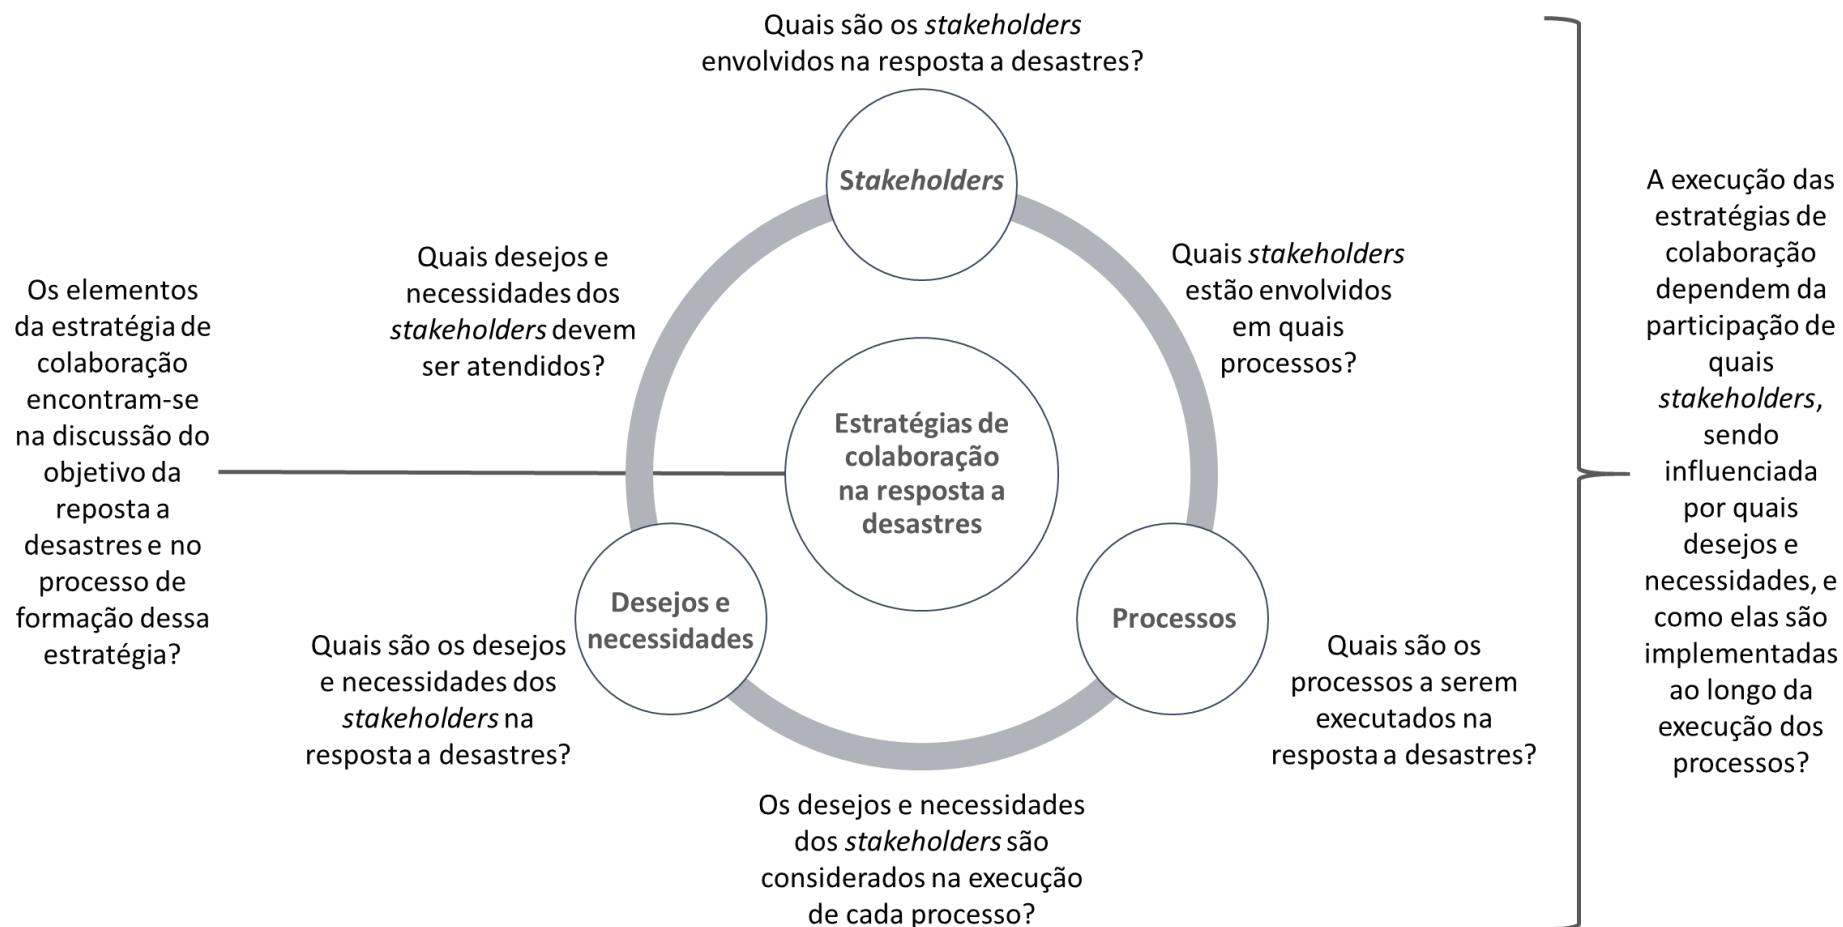 Quais são os stakeholders
envolvidos na resposta a desastres?
Stakeholders
Quais desejos e
necessidades dos
stakeholders devem
ser atendidos?
Quais stakeholders
estão envolvidos
em quais
processos?
Os elementos
da estratégia de
colaboração
encontram-se
na discussão do
objetivo da
reposta a
desastres e no
processo de
formação dessa
estratégia?
Estratégias de
colaboração
na resposta a
desastres
Desejos e
necessidades
Processos
Quais são os desejos
e necessidades dos
stakeholders na
resposta a desastres?
Quais são os
processos a serem
executados na
resposta a desastres?
Os desejos e necessidades
dos stakeholders são
considerados na execução
de cada processo?
A execução das
estratégias de
colaboração
dependem da
participação de
quais
stakeholders,
sendo
influenciada
por quais
desejos e
necessidades, e
como elas são
implementadas
ao longo da
execução dos
processos?